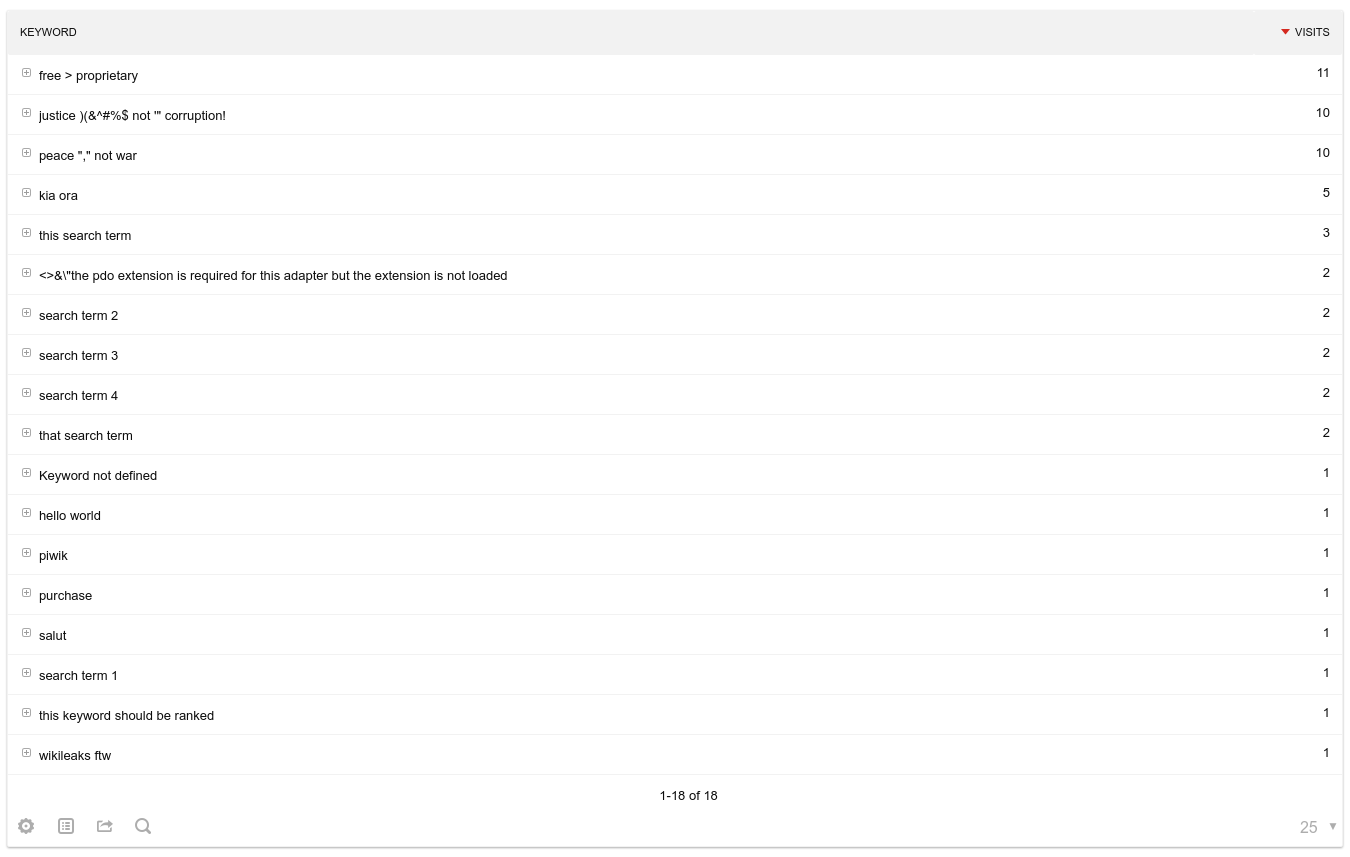 KEYWORD VISITS
free > proprietary 11
justice )(&^#%$ not '" corruption! 10
peace "," not war 10
kia ora 5
this search term 3
<>&\"the pdo extension is required for this adapter but the extension is not loaded 2
search term 2 2
search term 3 2
search term 4 2
that search term 2
Keyword not defined 1
hello world 1
piwik 1
purchase 1
salut 1
search term 1 1
this keyword should be ranked 1
wikileaks ftw 1
1-18 of 18
25